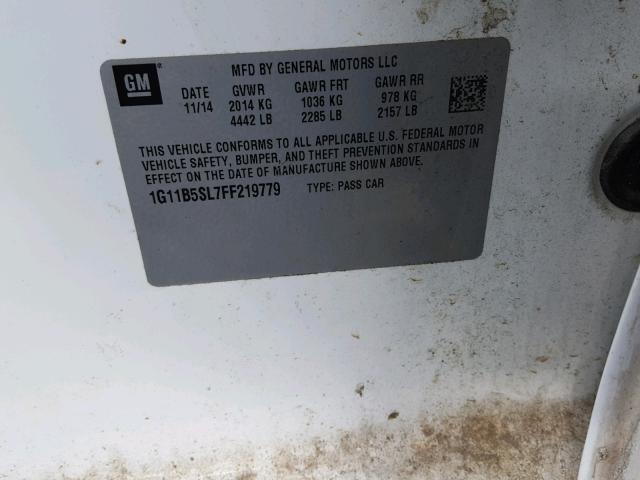 GM
MFD BY GENERAL MOTORS LLC
DATE GVWR GAWR FRT GAWR RR
11/14 2014 KG 1036 KG 978 KG
4442 LB 2285 LB 2157 LB
THIS VEHICLE CONFORMS TO ALL APPLICABLE U.S. FEDERAL MOTOR
VEHICLE SAFETY, BUMPER, AND THEFT PREVENTION STANDARDS IN
EFFECT ON THE DATE OF MANUFACTURE SHOWN ABOVE.
1G11B5SL7FF219779 TYPE: PASS CAR